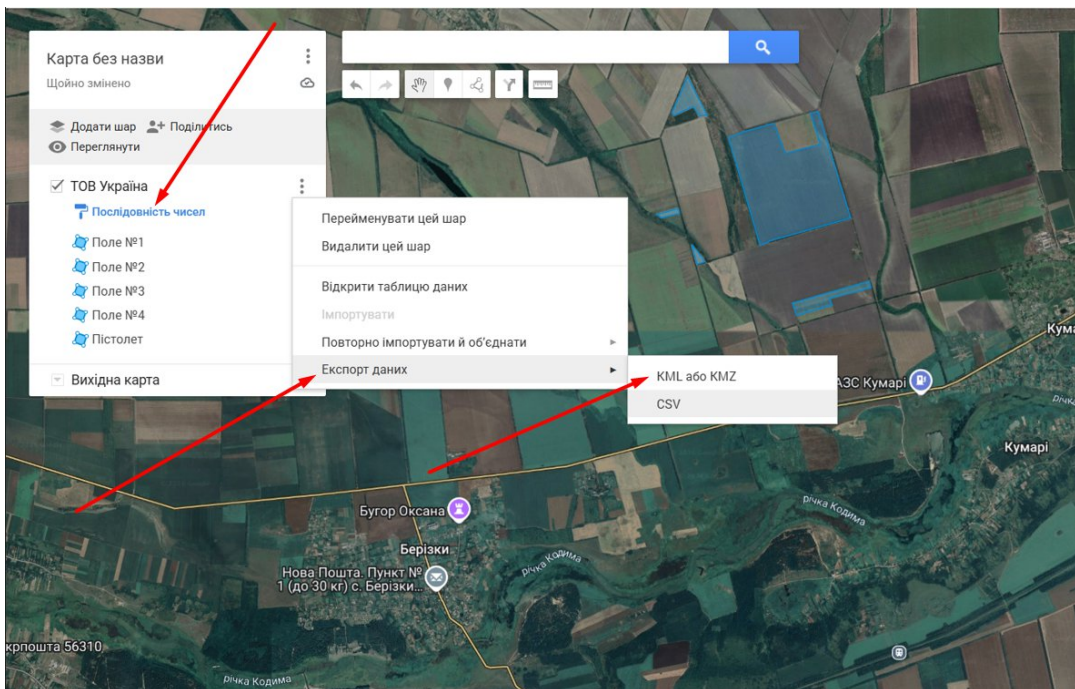 Карта без назви
Щойно змінено
Додати шар
Поділитись
Переглянути
ТОВ Україна
Послідовність чисел
Поле №1
Поле №2
Поле №3
Поле №4
Пістолет
Вихідна карта
Перейменувати цей шар
Видалити цей шар
Відкрити таблицю даних
Імпортувати
Повторно імпортувати й об'єднати
Експорт даних
KML або KMZ
CSV
АЗС Кумарі
Кума
річк
Кумарі
річка Кодима
Бугор Оксана
Берізки
річка Кодима
Нова Пошта. Пункт №
1 (до 30 кг) с. Берізки...
крпошта 56310
річка Кодима